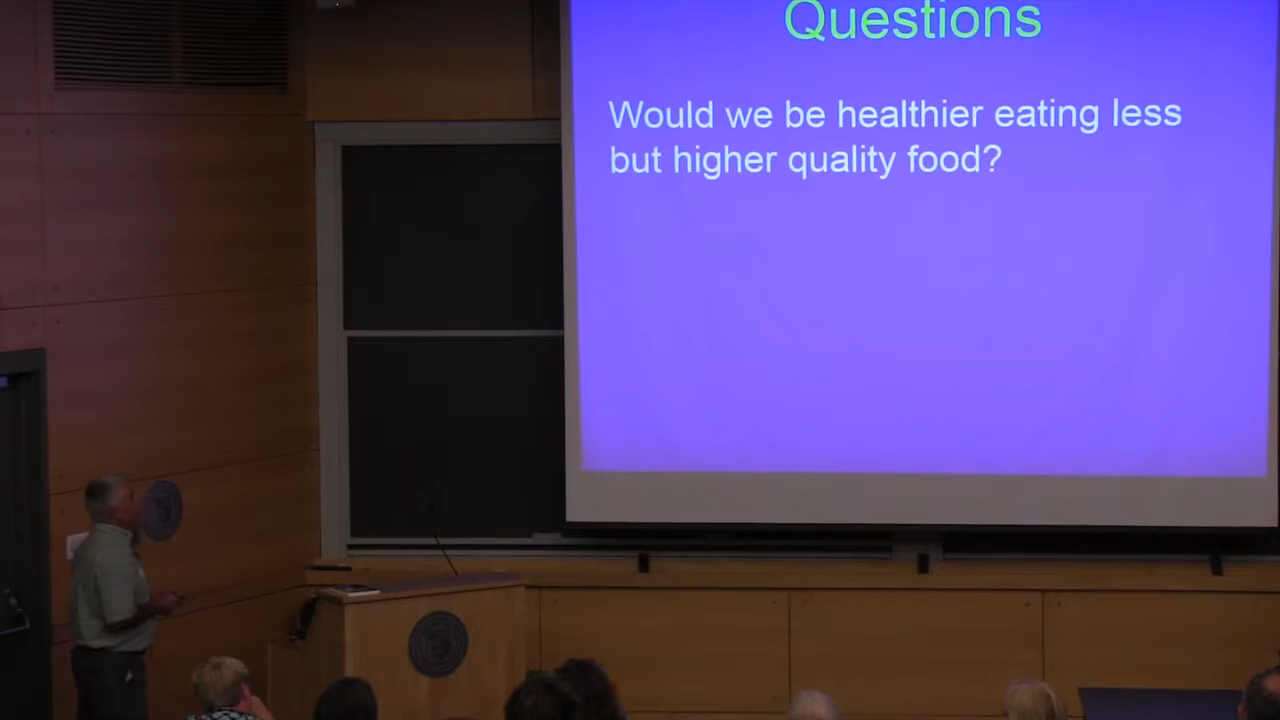 Questions
Would we be healthier eating less
but higher quality food?